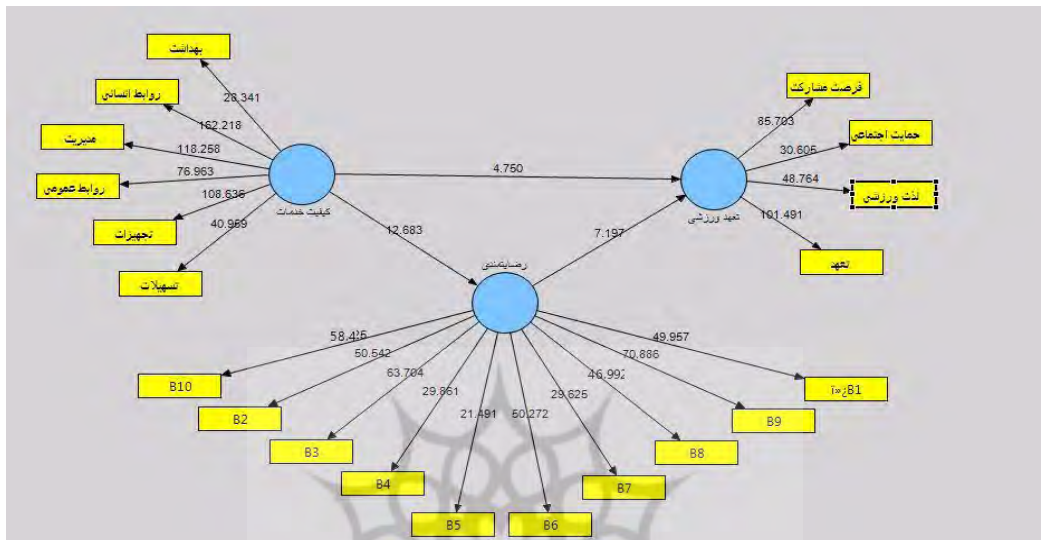 بهداشت
28.341
روابط انسانی
162.218
مدیریت
118.258
روابط عمومی
76.963
تجهیزات
108.636
تسهیلات
40.959
کیفیت خدمات
4.750
12.683
7.197
رضایتمندی
تعهد ورزشی
فرصت مشارکت
85.703
حمایت اجتماعی
30.605
لذت ورزشی
48.764
تعهد
101.491
58.425
50.542
63.704
29.861
21.491
50.272
29.625
46.992
70.886
49.957
B10
B2
B3
B4
B5
B6
B7
B8
B9
ï»¿B1